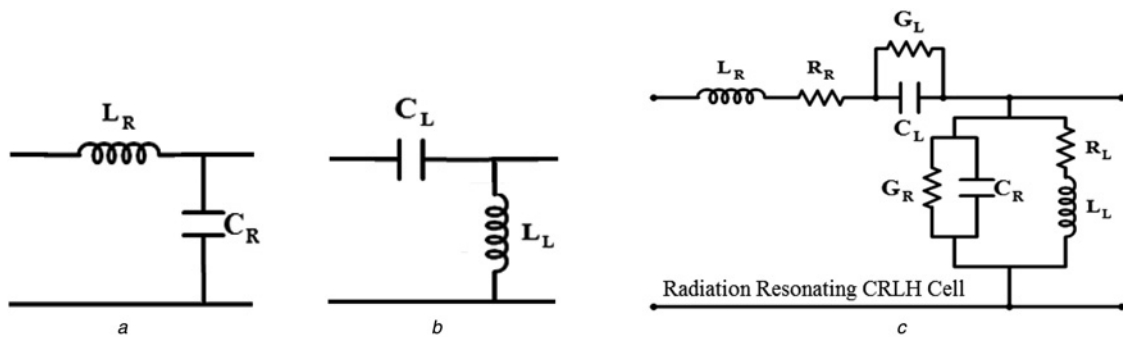 L_R
C_R
a
C_L
L_L
b
G_L
L_R
R_R
C_L
G_R
C_R
R_L
L_L
Radiation Resonating CRLH Cell
c